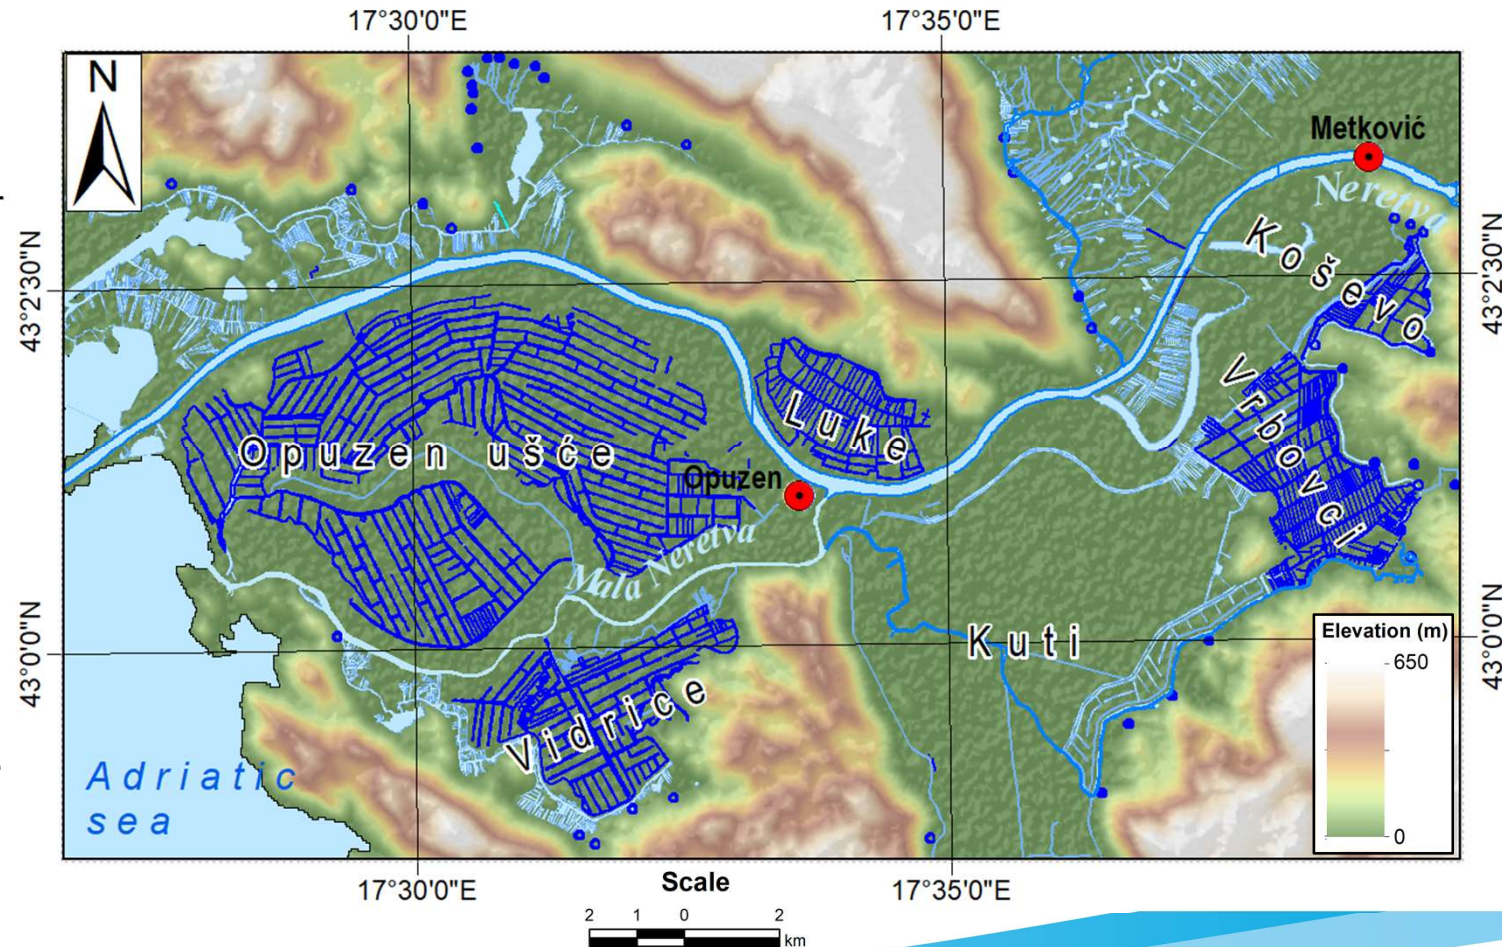 17°30'0"E 17°35'0"E
N
Metković
Neretva
Koševo
43°2'30"N 43°2'30"N
Vrbovci
Luke
Opuzen ušće
Opuzen
Mala Neretva
43°0'0"N 43°0'0"N
Kuti
Elevation (m)
650
0
Vidrice
Adriatic
sea
17°30'0"E 17°35'0"E
Scale
2 1 0 2
km